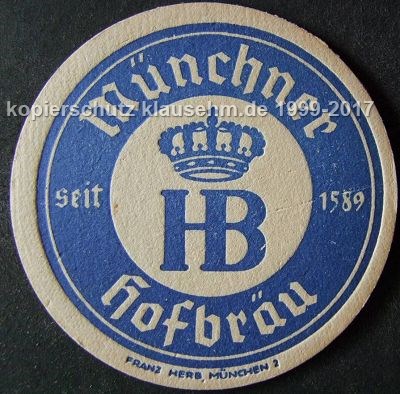 Münchner
kopierschutz-klausehm.de 1999-2017
seit 1589
HB
Hofbräu
FRANZ HERB, MÜNCHEN 2